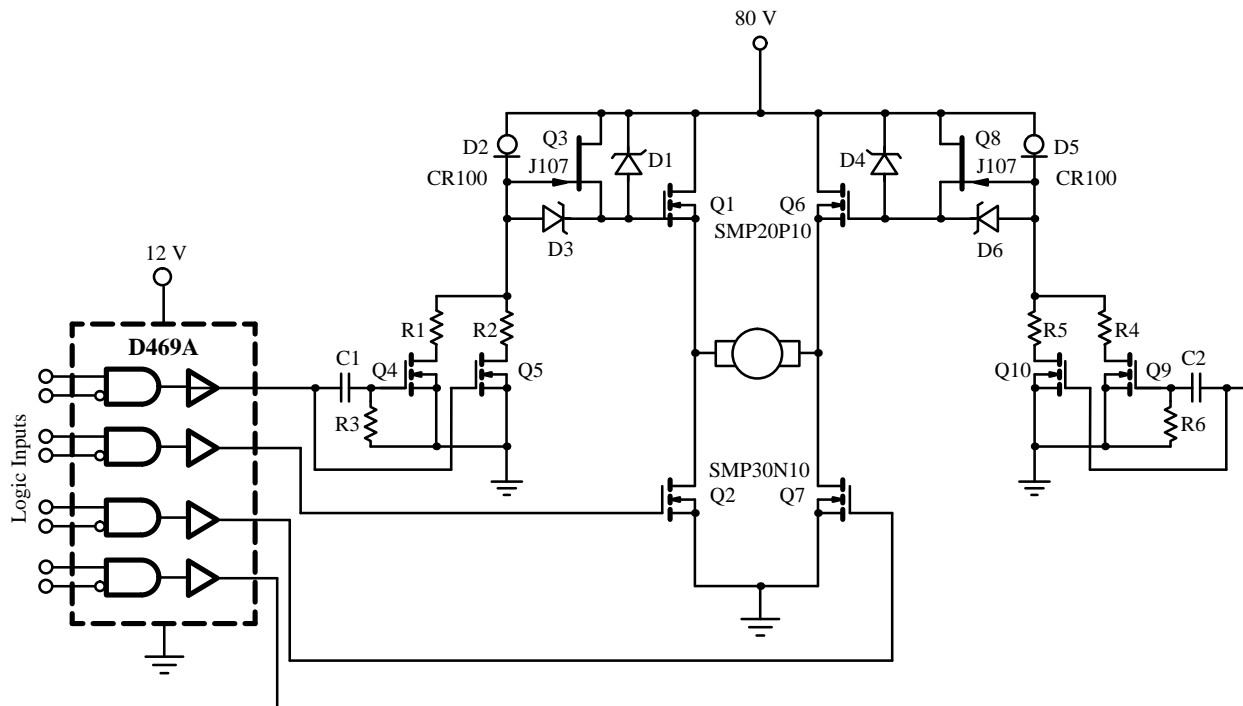 80 V
Q3
D2
J107
CR100
D1
D3
Q1
Q6
SMP20P10
D4
Q8
J107
D5
CR100
D6
12 V
D469A
R1
R2
C1
Q4
Q5
R3
R5
R4
C2
Q10
Q9
R6
Logic Inputs
SMP30N10
Q2
Q7